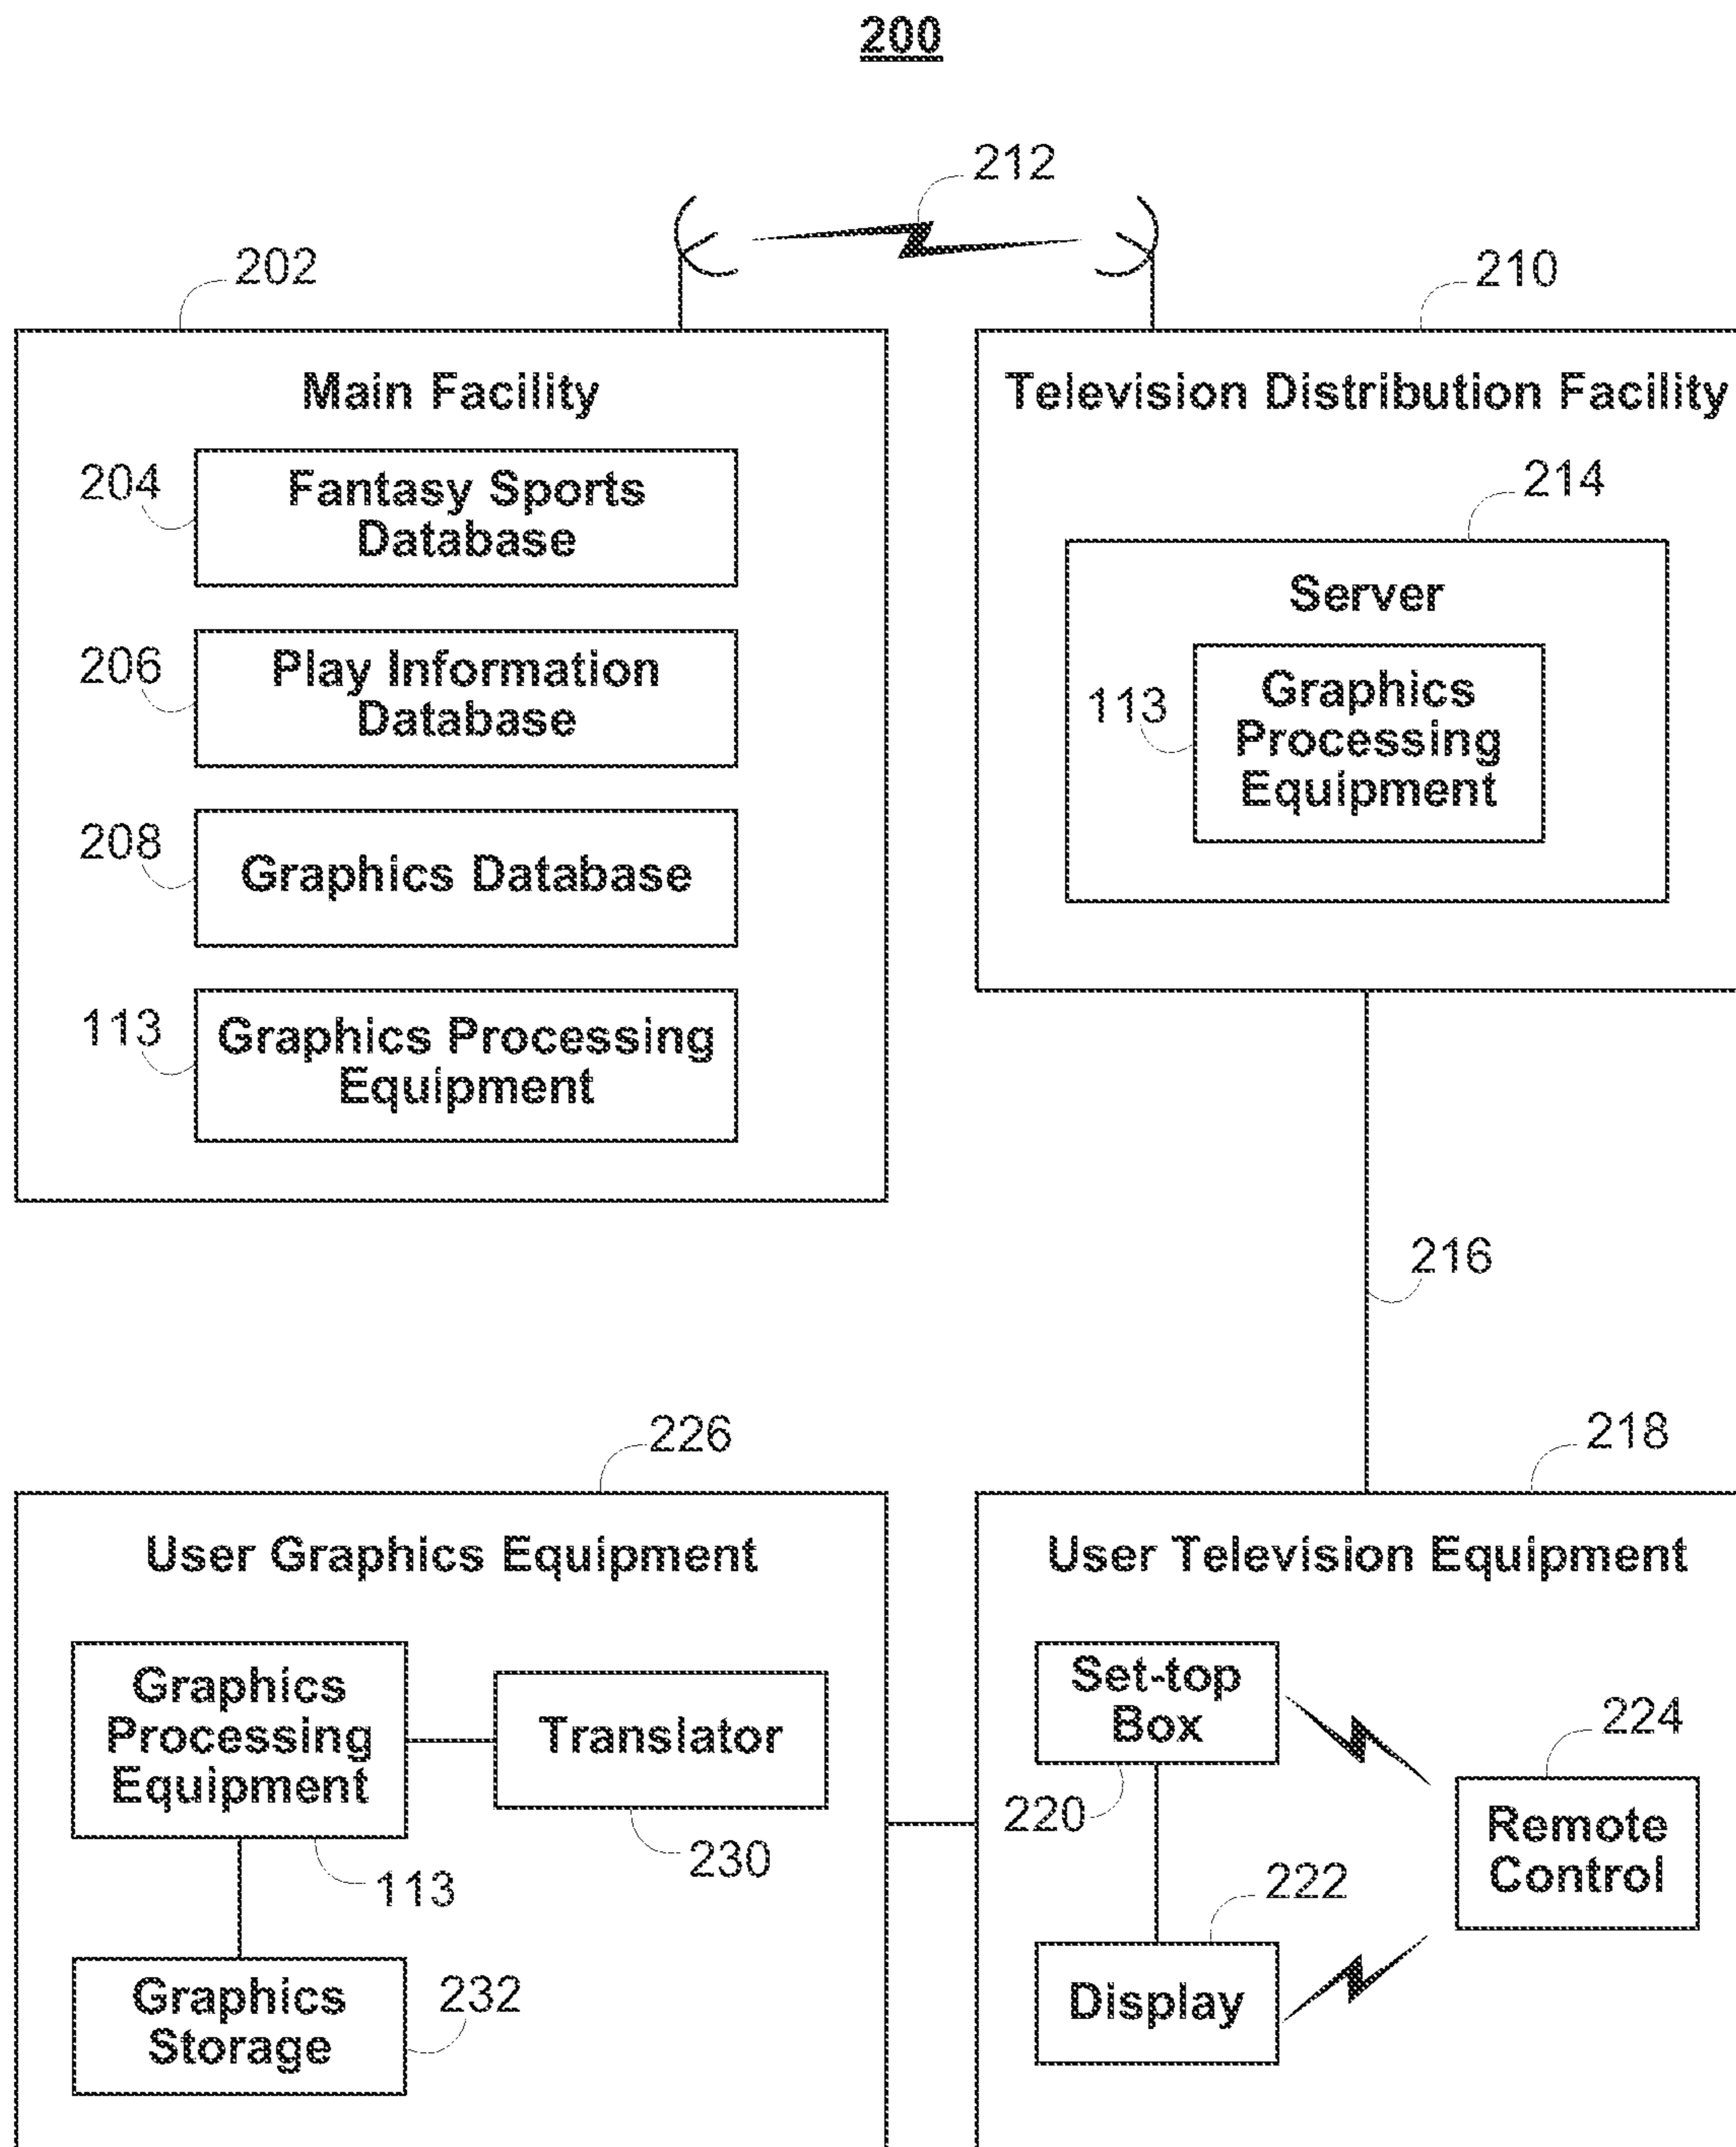 200
212
202
210
Main Facility
204
Fantasy Sports
Database
206
Play Information
Database
208
Graphics Database
113
Graphics Processing
Equipment
Television Distribution Facility
214
Server
113
Graphics
Processing
Equipment
216
226
218
User Graphics Equipment
Graphics
Processing
Equipment
Translator
230
113
Graphics
Storage
232
User Television Equipment
Set-top
Box
220
224
Remote
Control
222
Display